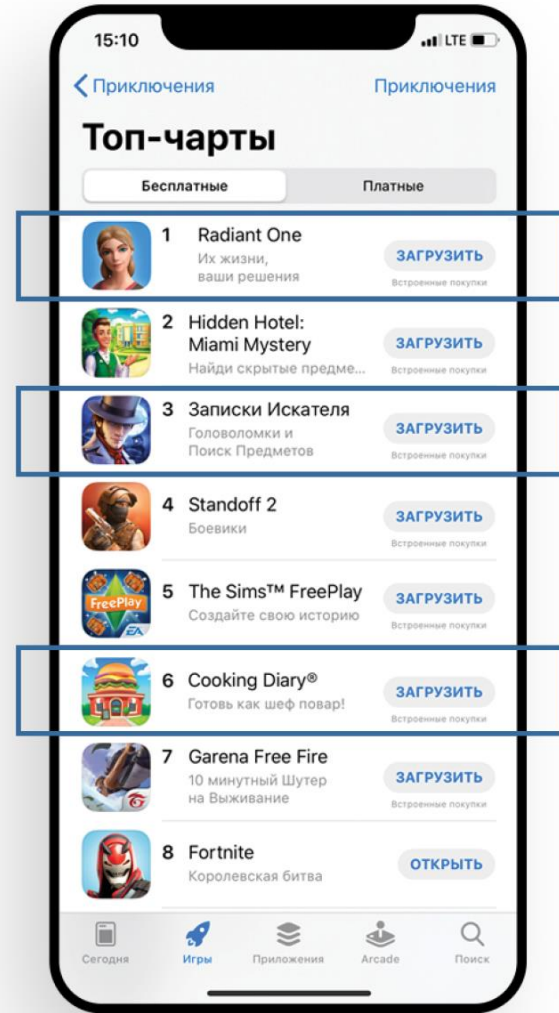 15:10
LTE
Приключения
Приключения
Топ-чарты
Бесплатные
Платные
1
Radiant One
Их жизни,
ваши решения
ЗАГРУЗИТЬ
Встроенные покупки
2
Hidden Hotel:
Miami Mystery
Найди скрытые предме...
ЗАГРУЗИТЬ
Встроенные покупки
3
Записки Искателя
Головоломки и
Поиск Предметов
ЗАГРУЗИТЬ
Встроенные покупки
4
Standoff 2
Боевики
ЗАГРУЗИТЬ
Встроенные покупки
FreePlay
EA
5
The Sims™ FreePlay
Создайте свою историю
ЗАГРУЗИТЬ
Встроенные покупки
6
Cooking Diary®
Готовь как шеф повар!
ЗАГРУЗИТЬ
Встроенные покупки
7
Garena Free Fire
10 минутный Шутер
на Выживание
ЗАГРУЗИТЬ
Встроенные покупки
8
Fortnite
Королевская битва
ОТКРЫТЬ
Сегодня
Игры
Приложения
Arcade
Поиск